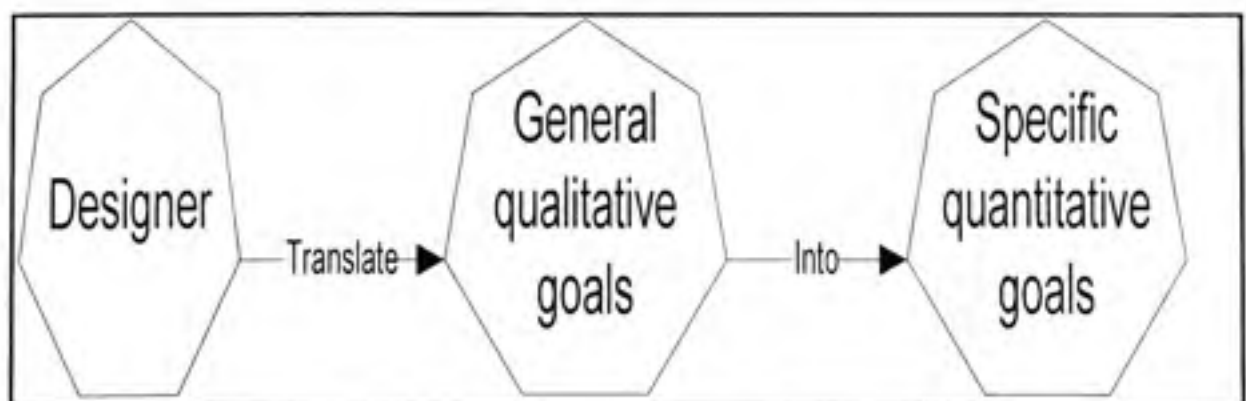 Designer
Translate
General
qualitative
goals
Into
Specific
quantitative
goals